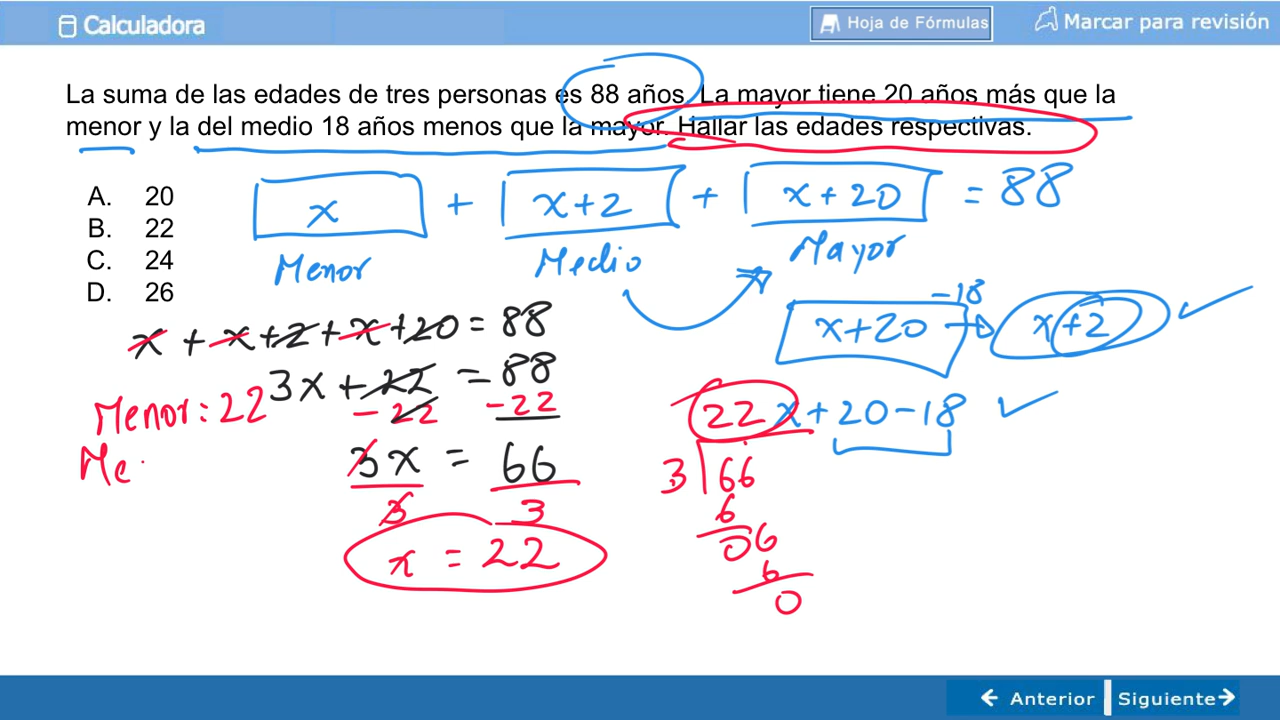 Calculadora
Hoja de Fórmulas
Marcar para revisión
La suma de las edades de tres personas es 88 años. La mayor tiene 20 años más que la
menor y la del medio 18 años menos que la mayor. Hallar las edades respectivas.
A. 20
B. 22
C. 24
D. 26
x + x+2 + x+20 = 88
Menor Medio Mayor
-18
x+20 → x+2
x + x+2+x+20=88
3x+22 = 88
-22 -22
Menor: 22
Me
22
x+20-18
3x = 66
3 3
x = 22
3 66
6
06
6
0
Anterior
Siguiente